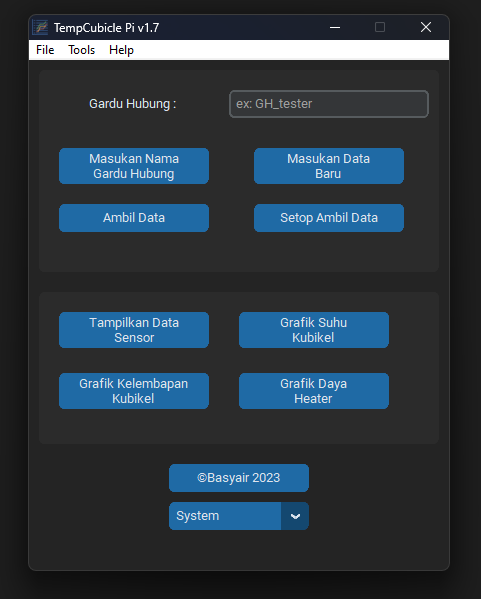 TempCubicle Pi v1.7
File Tools Help
Gardu Hubung : ex: GH_tester
Masukan Nama
Gardu Hubung
Masukan Data
Baru
Ambil Data
Setop Ambil Data
Tampilkan Data
Sensor
Grafik Suhu
Kubikel
Grafik Kelembapan
Kubikel
Grafik Daya
Heater
©Basyair 2023
System